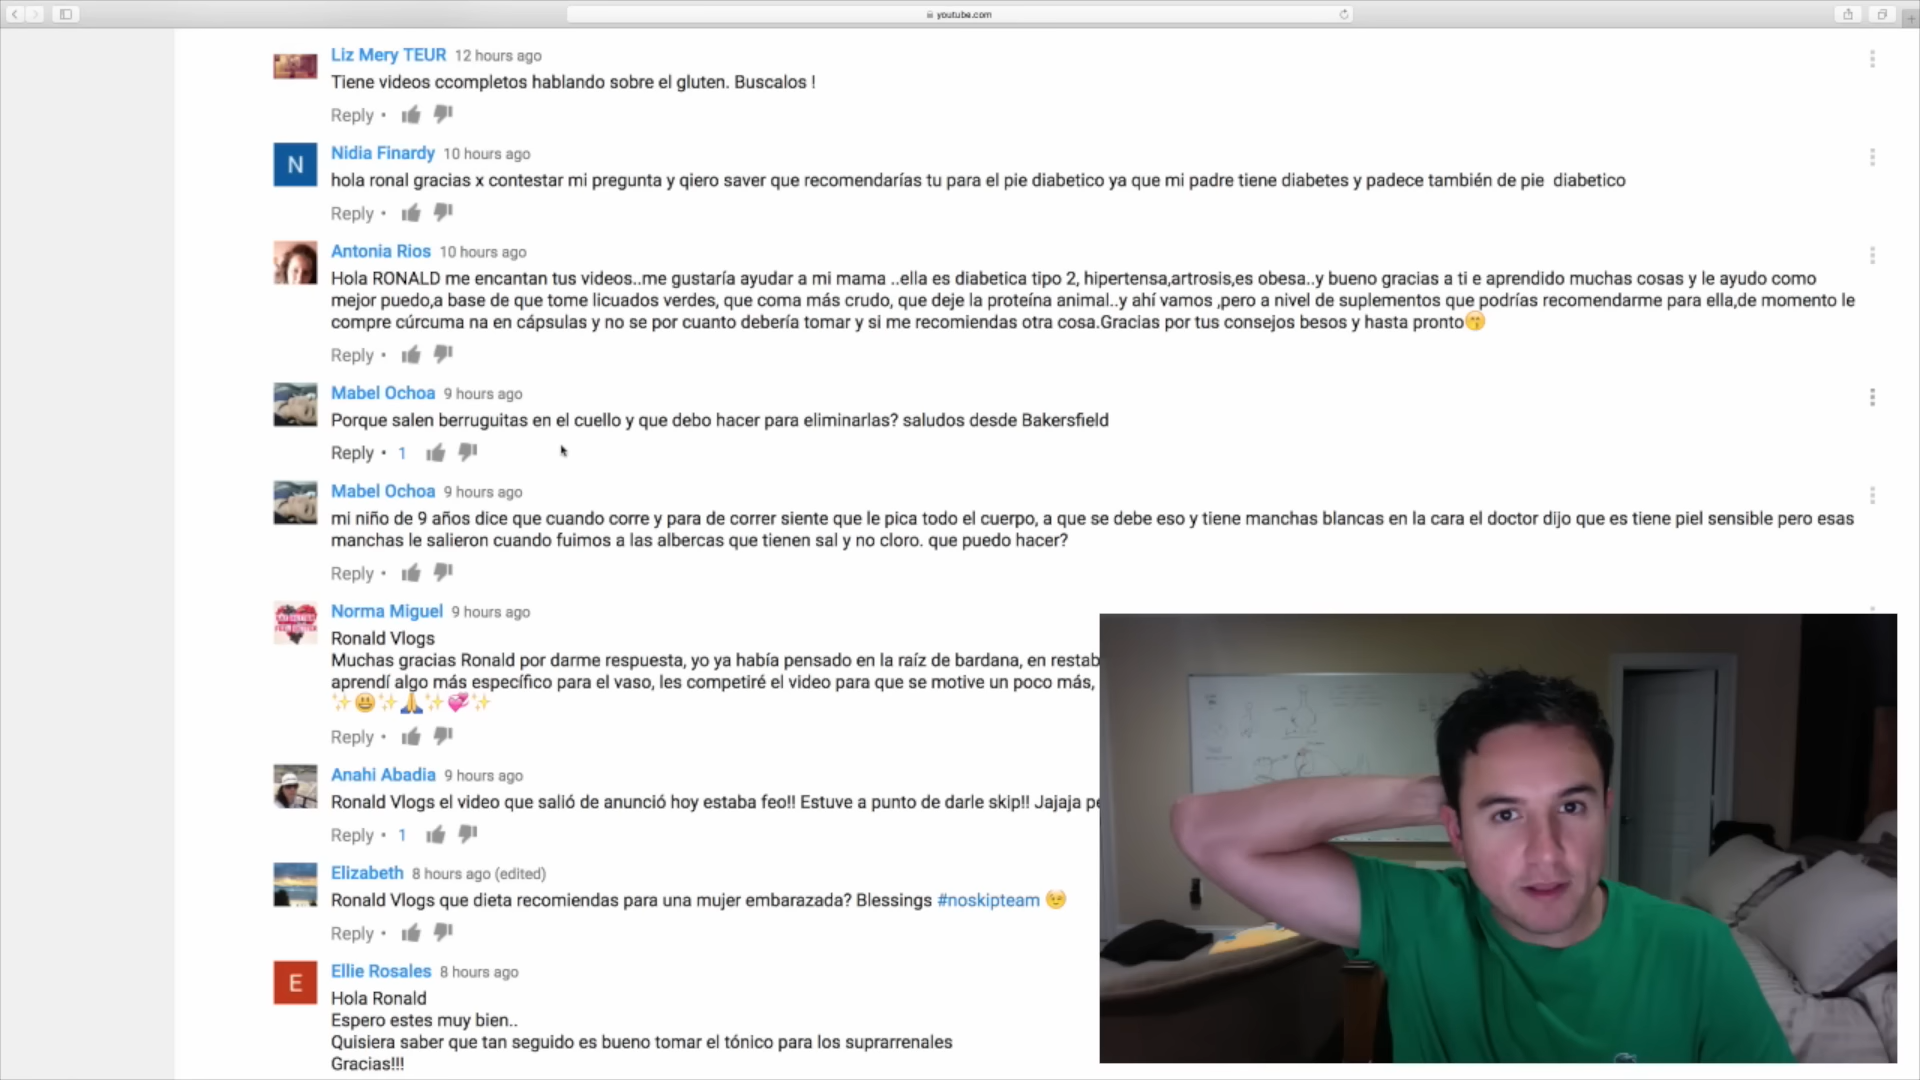 youtube.com
Liz Mery TEUR 12 hours ago
Tiene videos ccompletos hablando sobre el gluten. Buscalos !
Reply •
N
Nidia Finardy 10 hours ago
hola ronal gracias x contestar mi pregunta y qiero saver que recomendarías tu para el pie diabetico ya que mi padre tiene diabetes y padece también de pie diabetico
Reply •
Antonia Rios 10 hours ago
Hola RONALD me encantan tus videos..me gustaría ayudar a mi mama ..ella es diabetica tipo 2, hipertensa,artrosis,es obesa..y bueno gracias a ti e aprendido muchas cosas y le ayudo como
mejor puedo,a base de que tome licuados verdes, que coma más crudo, que deje la proteína animal..y ahí vamos ,pero a nivel de suplementos que podrías recomendarme para ella,de momento le
compre cúrcuma na en cápsulas y no se por cuanto debería tomar y si me recomiendas otra cosa.Gracias por tus consejos besos y hasta pronto😙
Reply •
Mabel Ochoa 9 hours ago
Porque salen berruguitas en el cuello y que debo hacer para eliminarlas? saludos desde Bakersfield
Reply • 1
Mabel Ochoa 9 hours ago
mi niño de 9 años dice que cuando corre y para de correr siente que le pica todo el cuerpo, a que se debe eso y tiene manchas blancas en la cara el doctor dijo que es tiene piel sensible pero esas
manchas le salieron cuando fuimos a las albercas que tienen sal y no cloro. que puedo hacer?
Reply •
Norma Miguel 9 hours ago
Ronald Vlogs
Muchas gracias Ronald por darme respuesta, yo ya había pensado en la raíz de bardana, en restab
aprendí algo más específico para el vaso, les competiré el video para que se motive un poco más,
✨😀✨🙏✨💞✨
Reply •
Anahi Abadia 9 hours ago
Ronald Vlogs el video que salió de anunció hoy estaba feo!! Estuve a punto de darle skip!! Jajaja pe
Reply • 1
Elizabeth 8 hours ago (edited)
Ronald Vlogs que dieta recomiendas para una mujer embarazada? Blessings #noskipteam 😉
Reply •
E
Ellie Rosales 8 hours ago
Hola Ronald
Espero estes muy bien..
Quisiera saber que tan seguido es bueno tomar el tónico para los suprarrenales
Gracias!!!